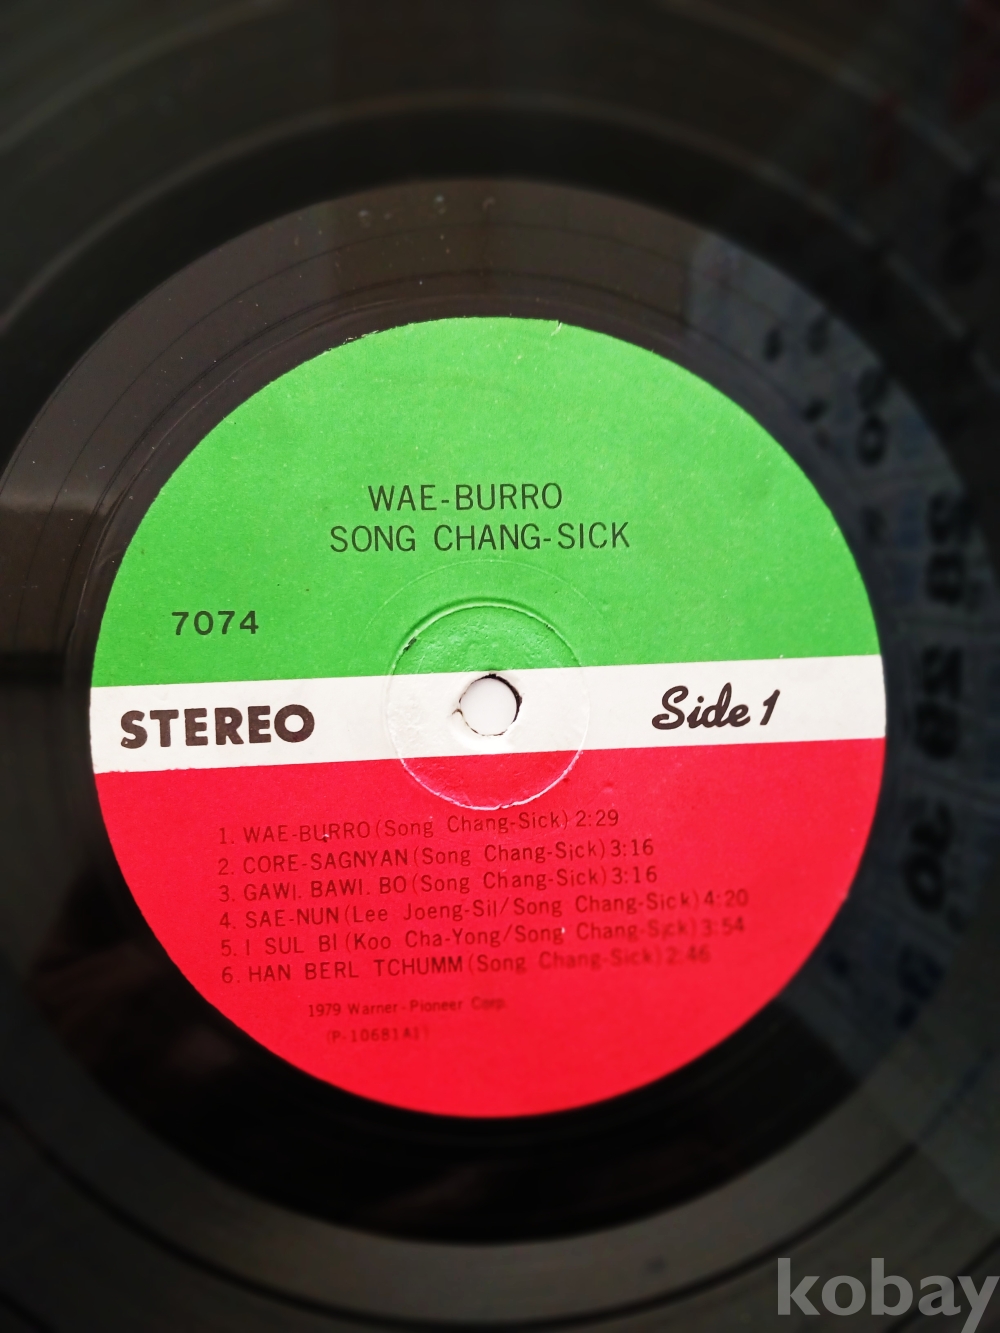 WAE-BURRO
SONG CHANG-SICK
7074
STEREO
Side 1
1. WAE-BURRO (Song Chang-Sick) 2:29
2. CORE-SAGNYAN (Song Chang-Sick) 3:16
3. GAWI. BAWI. BO (Song Chang-Sick) 3:16
4. SAE-NUN (Lee Joeng-Sil/Song Chang-Sick) 4:20
5. I SUL BI (Koo Cha-Yong/Song Chang-Sick) 3:54
6. HAN BERL TCHUMM (Song Chang-Sick) 2:46
1979 Warner-Pioneer Corp.
(P-10681A1)
kobay